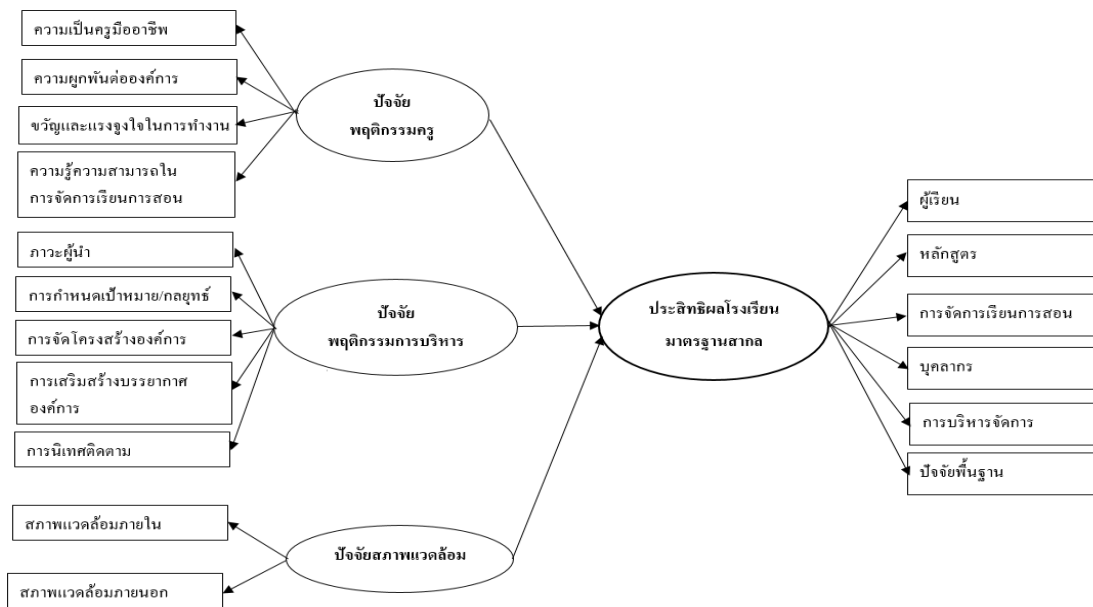 ความเป็นครูมืออาชีพ
ความผูกพันต่อองค์การ
ขวัญและแรงจูงใจในการทำงาน
ความรู้ความสามารถใน
การจัดการเรียนการสอน
ปัจจัย
พฤติกรรมครู
ภาวะผู้นำ
การกำหนดเป้าหมาย/กลยุทธ์
การจัดโครงสร้างองค์การ
การเสริมสร้างบรรยากาศ
องค์การ
การนิเทศติดตาม
ปัจจัย
พฤติกรรมการบริหาร
สภาพแวดล้อมภายใน
สภาพแวดล้อมภายนอก
ปัจจัยสภาพแวดล้อม
ประสิทธิผลโรงเรียน
มาตรฐานสากล
ผู้เรียน
หลักสูตร
การจัดการเรียนการสอน
บุคลากร
การบริหารจัดการ
ปัจจัยพื้นฐาน